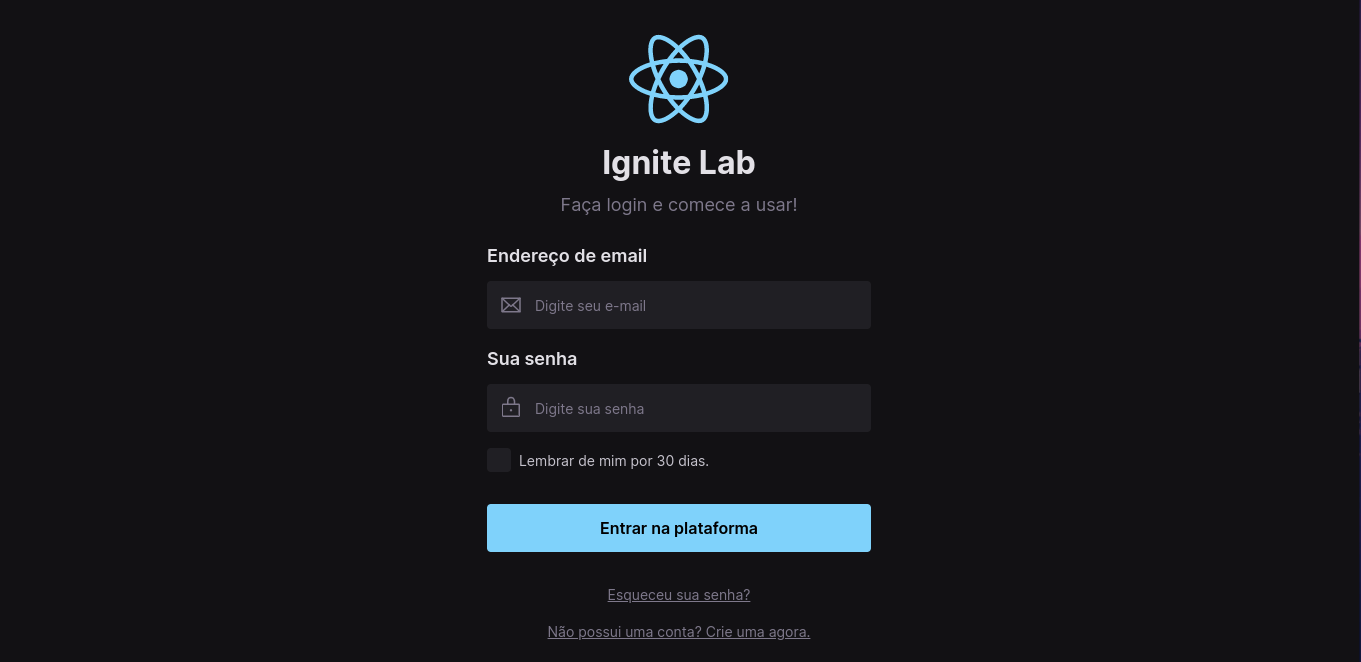 Ignite Lab
Faça login e comece a usar!
Endereço de email
Digite seu e-mail
Sua senha
Digite sua senha
Lembrar de mim por 30 dias.
Entrar na plataforma
Esqueceu sua senha?
Não possui uma conta? Crie uma agora.